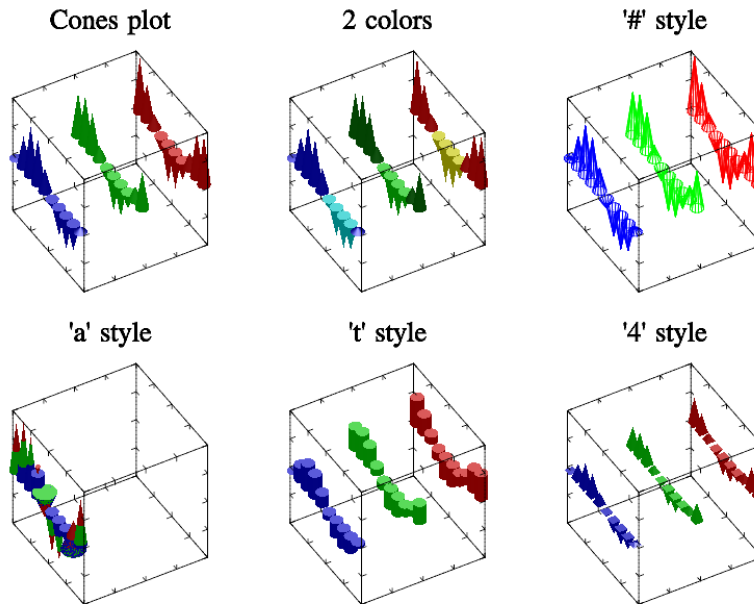 Cones plot
2 colors
'#' style
'a' style
't' style
'4' style